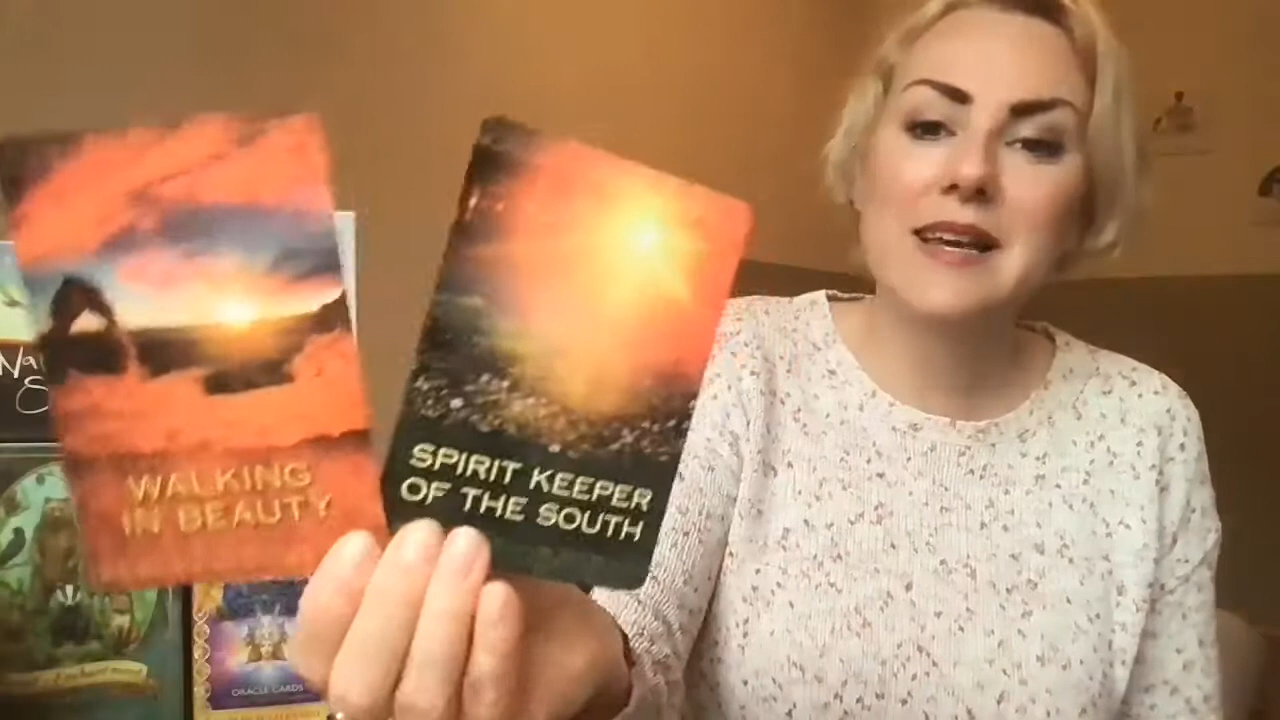 WALKING
IN BEAUTY
SPIRIT KEEPER
OF THE SOUTH
ORACLE CARDS